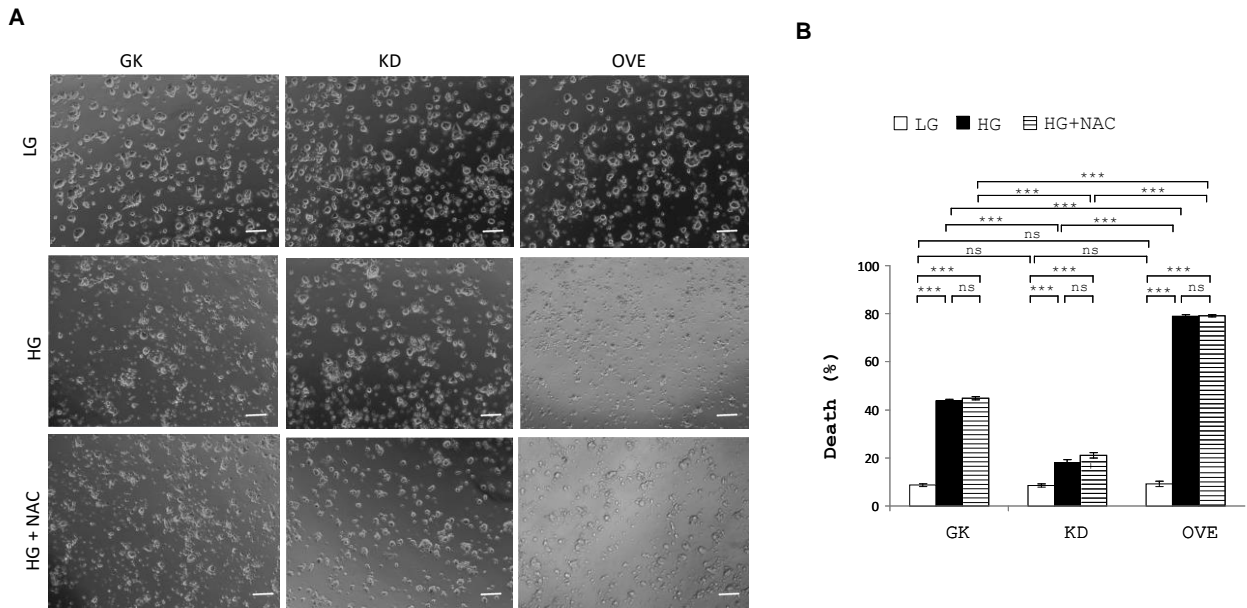 A
B
GK KD OVE
LG
HG
HG + NAC
LG HG HG+NAC
***
*** ***
***
*** ***
ns
ns ns
*** *** ***
*** ns *** ns *** ns
100
80
60
40
20
0
Death (%)
GK KD OVE